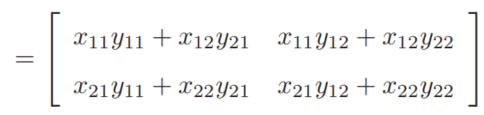 = [ x₁₁y₁₁ + x₁₂y₂₁  x₁₁y₁₂ + x₁₂y₂₂
x₂₁y₁₁ + x₂₂y₂₁  x₂₁y₁₂ + x₂₂y₂₂ ]